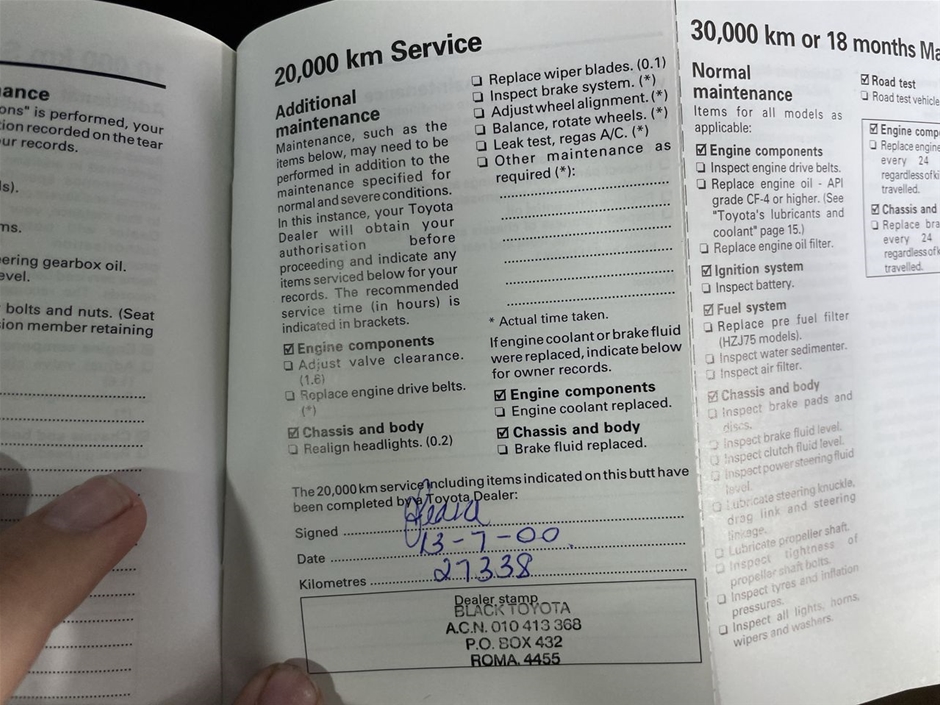 ance
ons" is performed, your
ion recorded on the tear
ur records.
ls).
ms.
ering gearbox oil.
evel.
bolts and nuts. (Seat
ion member retaining
20,000 km Service
Additional
maintenance
Maintenance, such as the
items below, may need to be
performed in addition to the
maintenance specified for
normal and severe conditions.
In this instance, your Toyota
Dealer will obtain your
authorisation before
proceeding and indicate any
items serviced below for your
records. The recommended
service time (in hours) is
indicated in brackets.
☑ Engine components
❏ Adjust valve clearance.
(1.6)
❏ Replace engine drive belts.
(*)
☑ Chassis and body
❏ Realign headlights. (0.2)
❏ Replace wiper blades. (0.1)
❏ Inspect brake system. (*)
❏ Adjust wheel alignment. (*)
❏ Balance, rotate wheels. (*)
❏ Leak test, regas A/C. (*)
❏ Other maintenance as
required (*):
* Actual time taken.
If engine coolant or brake fluid
were replaced, indicate below
for owner records.
☑ Engine components
❏ Engine coolant replaced.
☑ Chassis and body
❏ Brake fluid replaced.
The 20,000 km service including items indicated on this butt have
been completed by a Toyota Dealer:
Signed
Date 13-7-00
Kilometres 27338
Dealer stamp
BLACK TOYOTA
A.C.N. 010 413 368
P.O. BOX 432
ROMA. 4455
30,000 km or 18 months Ma
Normal
maintenance
Items for all models as
applicable:
☑ Engine components
❏ Inspect engine drive belts.
❏ Replace engine oil - API
grade CF-4 or higher. (See
"Toyota's lubricants and
coolant" page 15.)
❏ Replace engine oil filter.
☑ Ignition system
❏ Inspect battery.
☑ Fuel system
❏ Replace pre fuel filter
(HZJ75 models).
❏ Inspect water sedimenter.
❏ Inspect air filter.
☑ Chassis and body
❏ Inspect brake pads and
discs.
❏ Inspect brake fluid level.
❏ Inspect clutch fluid level.
❏ Inspect power steering fluid
level.
❏ Lubricate steering knuckle,
drag link and steering
linkage.
❏ Lubricate propeller shaft.
❏ Inspect tightness of
propeller shaft bolts.
❏ Inspect tyres and inflation
pressures.
❏ Inspect all lights, horns,
wipers and washers.
☑ Road test
❏ Road test vehicle
☑ Engine comp
❏ Replace engine
every 24
regardless of ki
travelled.
☑ Chassis and
❏ Replace bra
every 24
regardless of k
travelled.